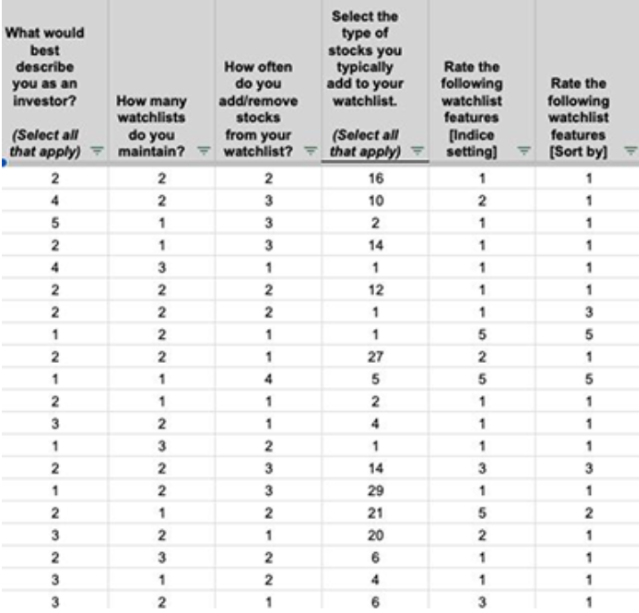 What would best describe you as an investor? (Select all that apply) | How many watchlists do you maintain? | How often do you add/remove stocks from your watchlist? | Select the type of stocks you typically add to your watchlist. (Select all that apply) | Rate the following watchlist features [Indice setting] | Rate the following watchlist features [Sort by]
2 2 2 16 1 1
4 2 3 10 2 1
5 1 3 2 1 1
2 1 3 14 1 1
4 3 1 1 1 1
2 2 2 12 1 1
2 2 2 1 1 3
1 2 1 1 5 5
2 2 1 27 2 1
1 1 4 5 5 5
2 1 1 2 1 1
3 2 1 4 1 1
1 3 2 1 1 1
2 2 3 14 3 3
1 2 3 29 1 1
2 1 2 21 5 2
3 2 1 20 2 1
2 3 2 6 1 1
3 1 2 4 1 1
3 2 1 6 3 1